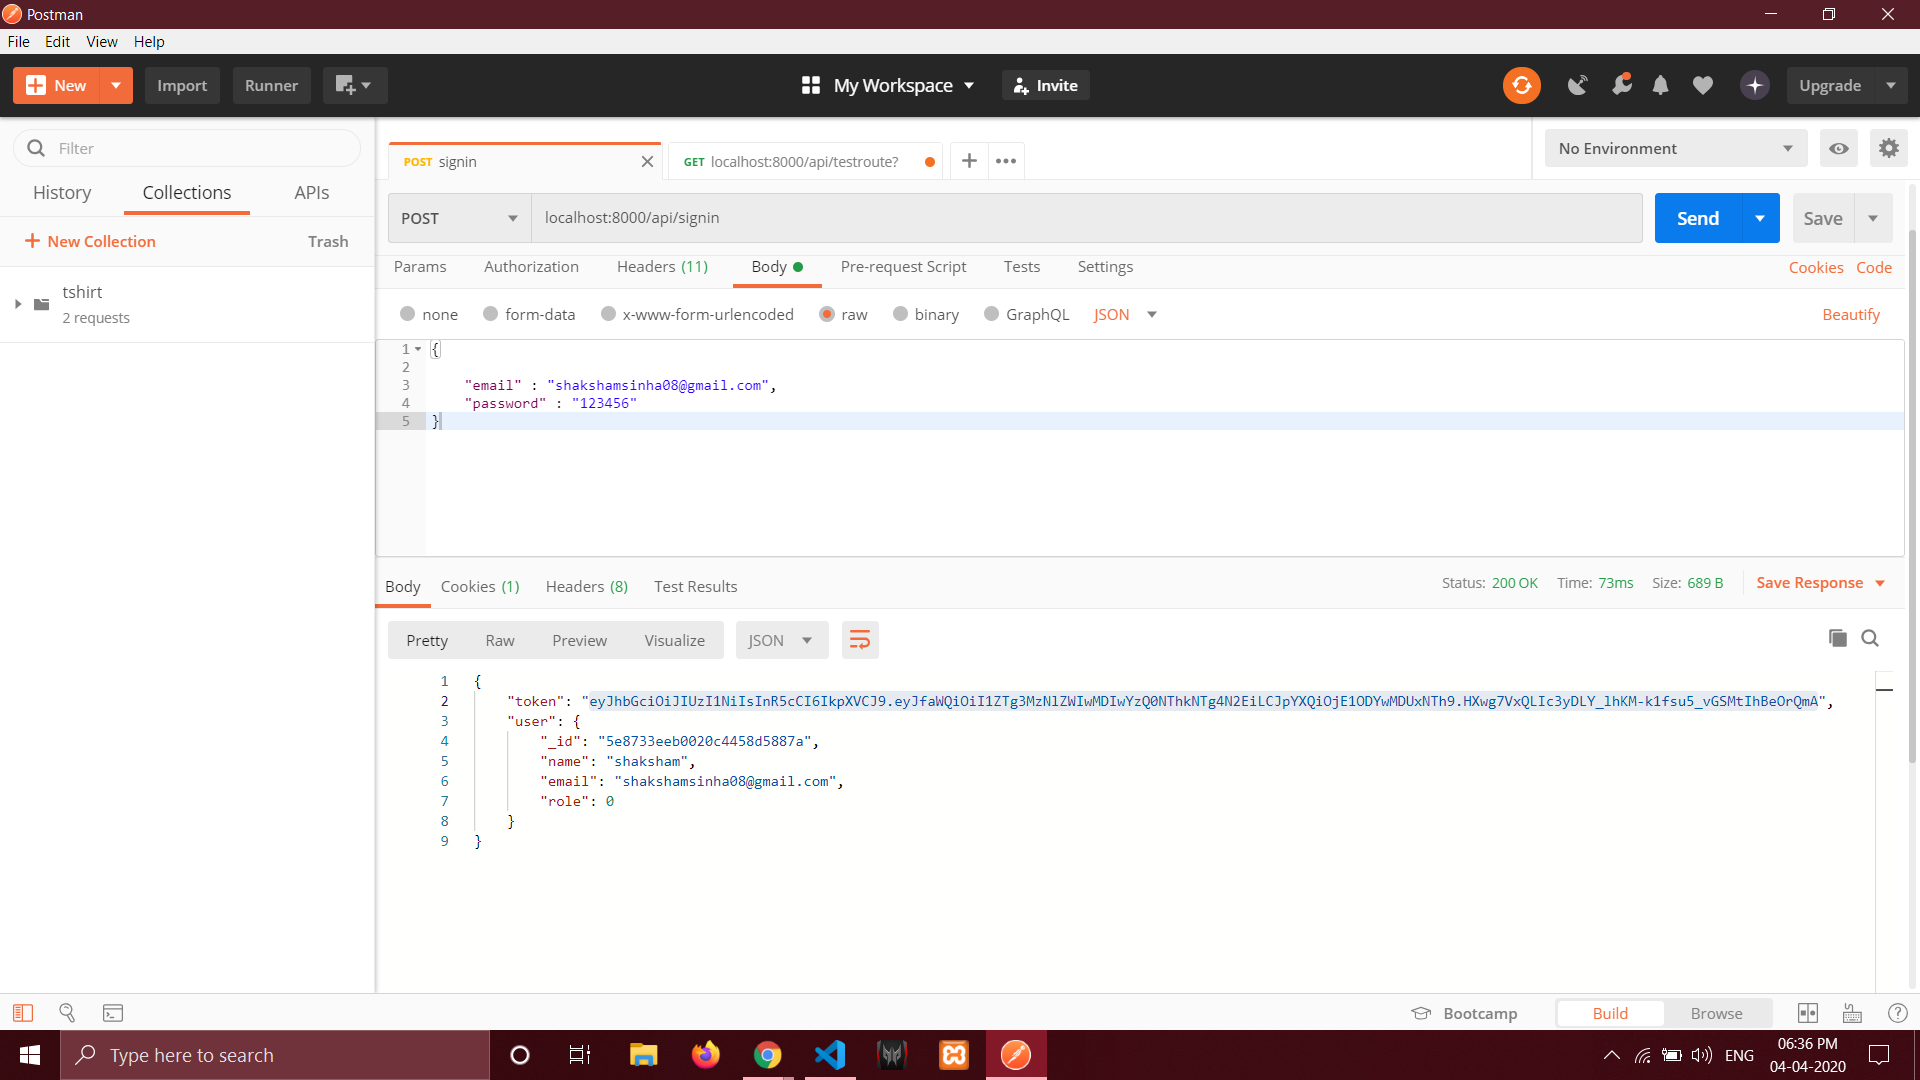 Postman
File Edit View Help
New Import Runner My Workspace Invite Upgrade
Filter
History Collections APIs
New Collection Trash
tshirt
2 requests
POST signin GET localhost:8000/api/testroute? No Environment
POST localhost:8000/api/signin Send Save
Params Authorization Headers (11) Body Pre-request Script Tests Settings Cookies Code
none form-data x-www-form-urlencoded raw binary GraphQL JSON Beautify
1 {
2
3 "email" : "shakshamsinha08@gmail.com",
4 "password" : "123456"
5 }
Body Cookies (1) Headers (8) Test Results Status: 200 OK Time: 73ms Size: 689 B Save Response
Pretty Raw Preview Visualize JSON
1 {
2 "token": "eyJhbGciOiJIUzI1NiIsInR5cCI6IkpXVCJ9.eyJfaWQiOiI1ZTg3MzNlZWIwMDIwYzQ0NThkNTg4N2EiLCJpYXQiOjE1ODYwMDUxNTh9.HXwg7VxQLIc3yDLY_lhKM-k1fsu5_vGSMtIhBeOrQmA",
3 "user": {
4 "_id": "5e8733eeb0020c4458d5887a",
5 "name": "shaksham",
6 "email": "shakshamsinha08@gmail.com",
7 "role": 0
8 }
9 }
Bootcamp Build Browse
Type here to search
ENG
06:36 PM
04-04-2020